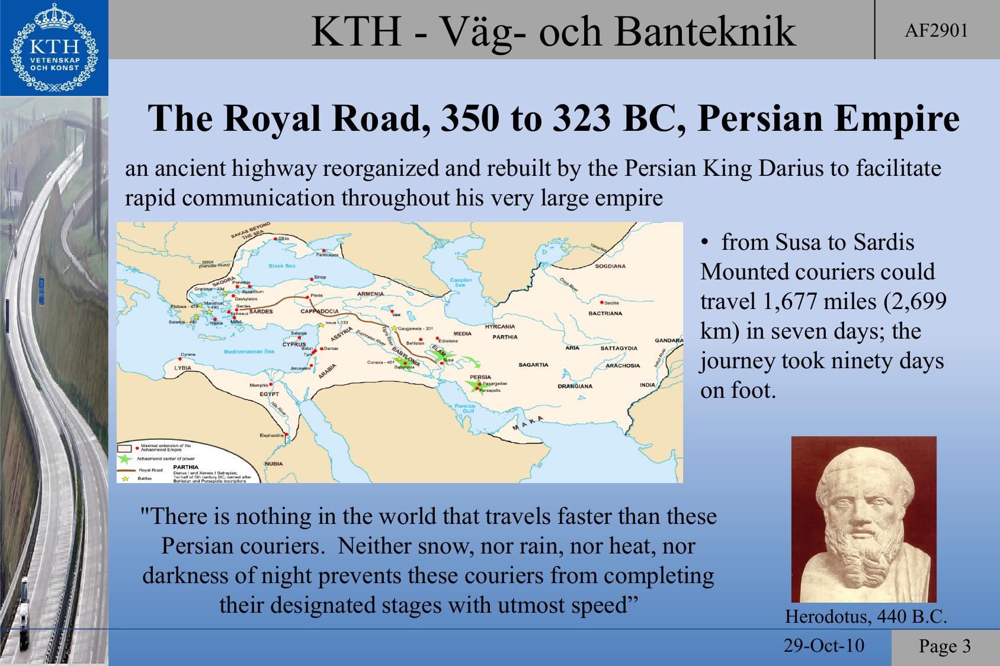 KTH
VETENSKAP
OCH KONST
KTH - Väg- och Banteknik
AF2901
The Royal Road, 350 to 323 BC, Persian Empire
an ancient highway reorganized and rebuilt by the Persian King Darius to facilitate
rapid communication throughout his very large empire
SAKAS BEYOND
THE SEA
Olbia
Panticapes
Istros
(Danube River)
Black Sea
Caspian
Sea
Yaxartes
SOGDIANA
Oxus River
SKODRA
Perinthia
Byzantium
Granicus - 334
Daskyleion
Sinop
Pteria
ARMENIA
Marathon
- 490
Plataea - 479
Salamis - 480
Sardes
Ephesus
SARDES
Millet
Naxos
CAPPADOCIA
Van
Bactria
BACTRIANA
Issus - 333
ASSYRIA
Euphrates River
Tigris River
Gaugamela - 331
MEDIA
HYRCANIA
PARTHIA
Behistun
Ecbatana
Salamis
CYPRUS
Sidon
Tyre
Damas
Mediterranean Sea
Cyrene
LYBIA
Jerusalem
ARABIA
Cunaxa - 401
BABYLONIA
Babylonia
ELAM
Susa
ARIA
SATTAGYDIA
GANDARA
SAGARTIA
ARACHOSIA
Indus River
PERSIA
Pasargedae
Persepolis
DRANGIANA
INDIA
Memphis
EGYPT
Nile River
Persian
Gulf
MAKA
Elephantine
NUBIA
Maximal extension of the
Achaemenid Empire
Achaemenid center of power
Royal Road
Battles
PARTHIA
Darius I and Xerxes I Satrapies;
1st half of 5th century BC, named after
Behistun and Persepolis inscriptions
• from Susa to Sardis
Mounted couriers could
travel 1,677 miles (2,699
km) in seven days; the
journey took ninety days
on foot.
"There is nothing in the world that travels faster than these
Persian couriers.  Neither snow, nor rain, nor heat, nor
darkness of night prevents these couriers from completing
their designated stages with utmost speed”
Herodotus, 440 B.C.
29-Oct-10
Page 3